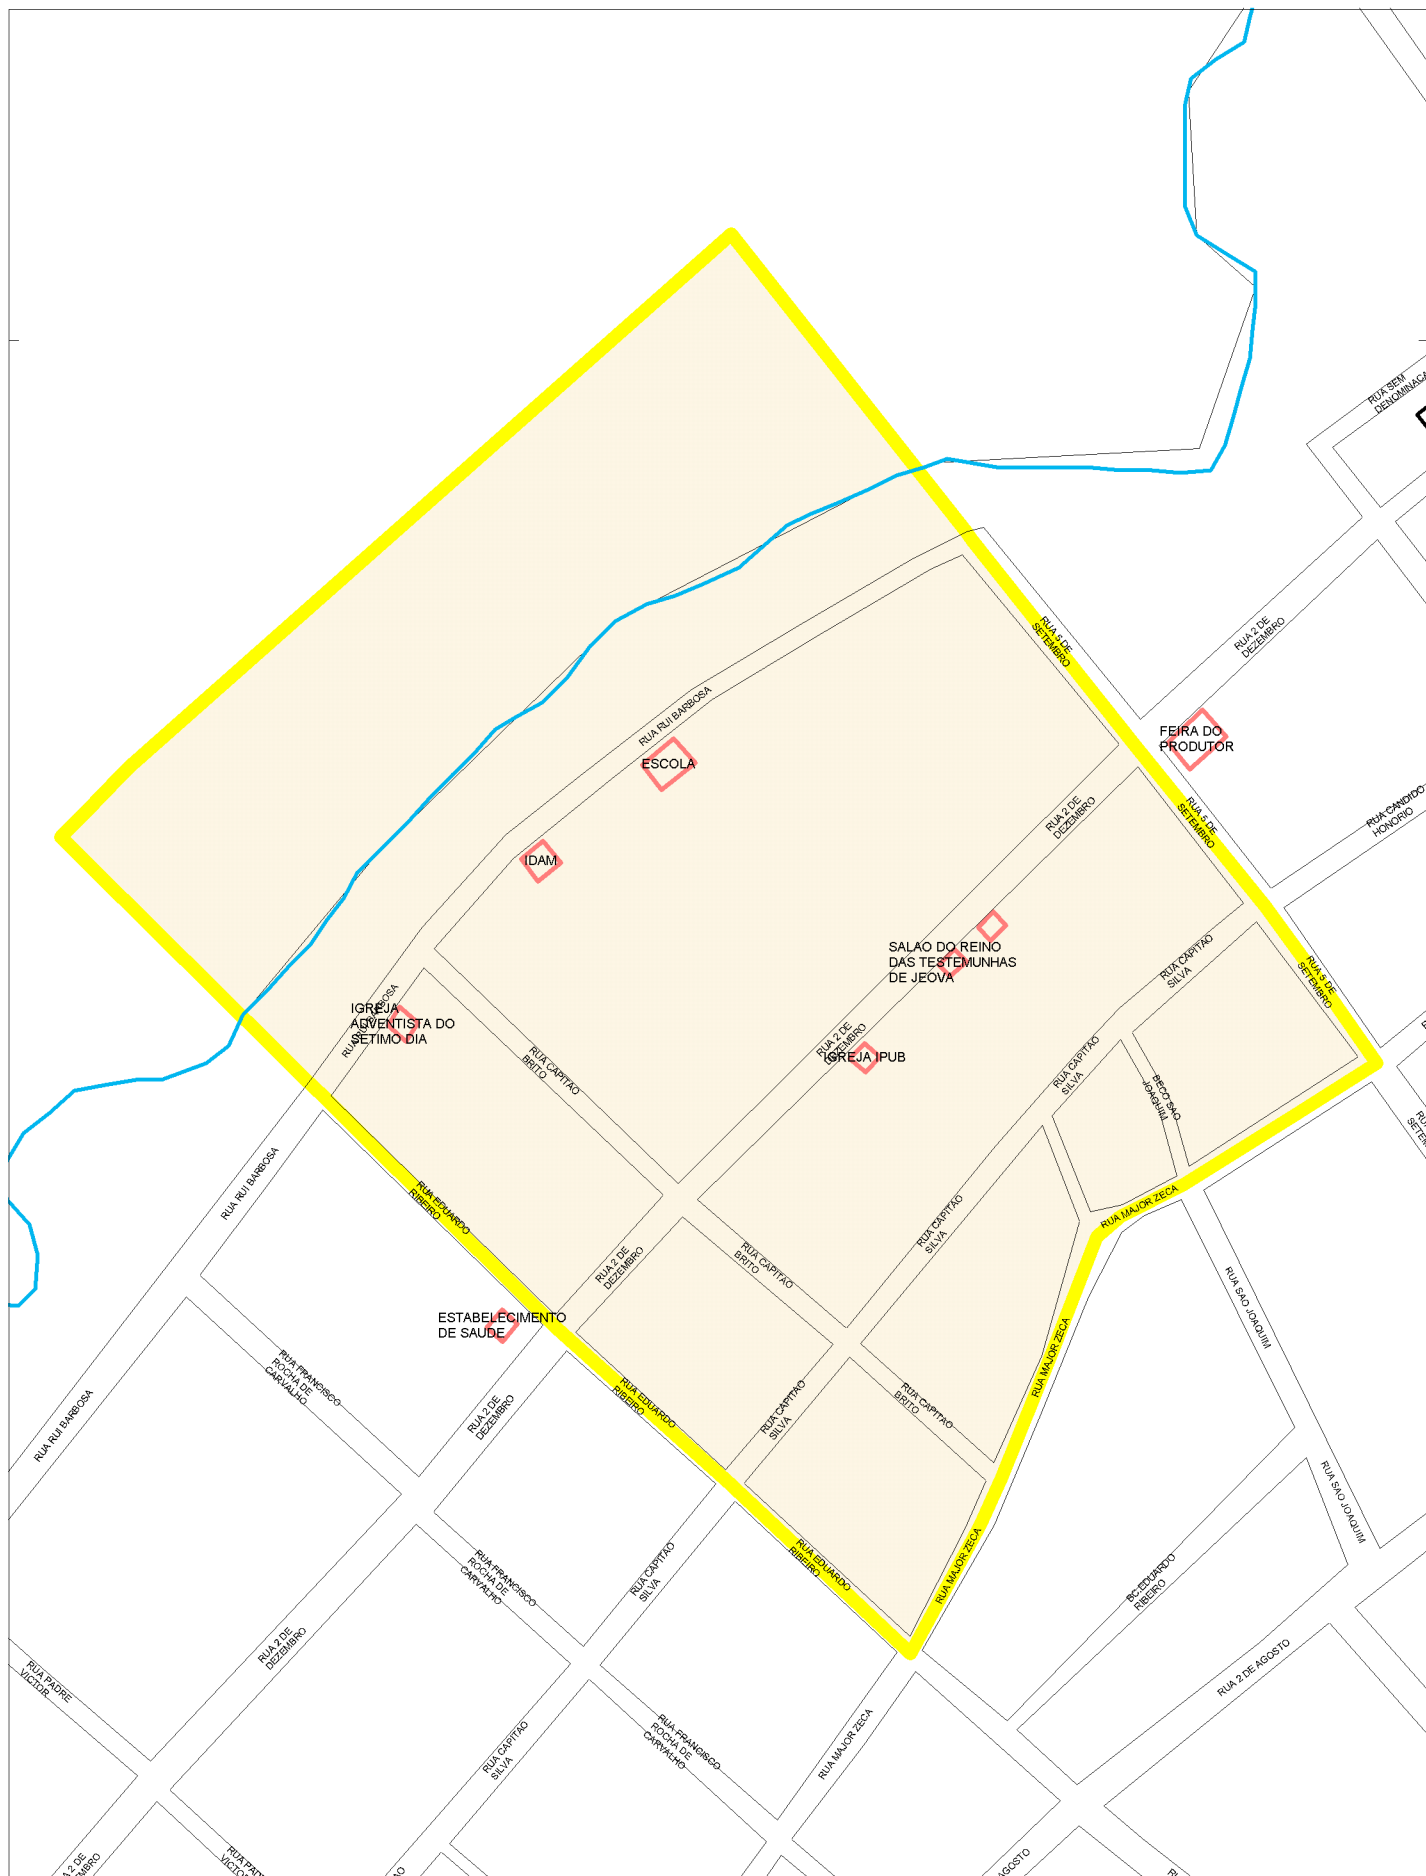 RUA SEM
DENOMINACA
RUA 2 DE
DEZEMBRO
RUA 5 DE
SETEMBRO
RUA RUI BARBOSA
FEIRA DO
PRODUTOR
ESCOLA
RUA 2 DE
DEZEMBRO
RUA 5 DE
SETEMBRO
RUA CANDIDO
HONORIO
IDAM
SALAO DO REINO
DAS TESTEMUNHAS
DE JEOVA
RUA CAPITAO
SILVA
RUA 5 DE
SETEMBRO
IGREJA
ADVENTISTA DO
SETIMO DIA
RUA RUI BARBOSA
RUA 2 DE
DEZEMBRO
IGREJA IPUB
RUA CAPITAO
BRITO
RUA CAPITAO
SILVA
BECO SAO
JOAQUIM
RUA RUI BARBOSA
RUA EDUARDO
RIBEIRO
RUA MAJOR ZECA
RUA CAPITAO
SILVA
RUA 2 DE
DEZEMBRO
RUA CAPITAO
BRITO
RUA SAO JOAQUIM
ESTABELECIMENTO
DE SAUDE
RUA MAJOR ZECA
RUA FRANCISCO
ROCHA DE
CARVALHO
RUA 2 DE
DEZEMBRO
RUA EDUARDO
RIBEIRO
RUA CAPITAO
SILVA
RUA CAPITAO
BRITO
RUA RUI BARBOSA
RUA SAO JOAQUIM
RUA FRANCISCO
ROCHA DE
CARVALHO
RUA CAPITAO
SILVA
RUA EDUARDO
RIBEIRO
RUA MAJOR ZECA
BC.EDUARDO
RIBEIRO
RUA 2 DE
DEZEMBRO
RUA PADRE
VICTOR
RUA 2 DE AGOSTO
RUA CAPITAO
SILVA
RUA FRANCISCO
ROCHA DE
CARVALHO
RUA MAJOR ZECA